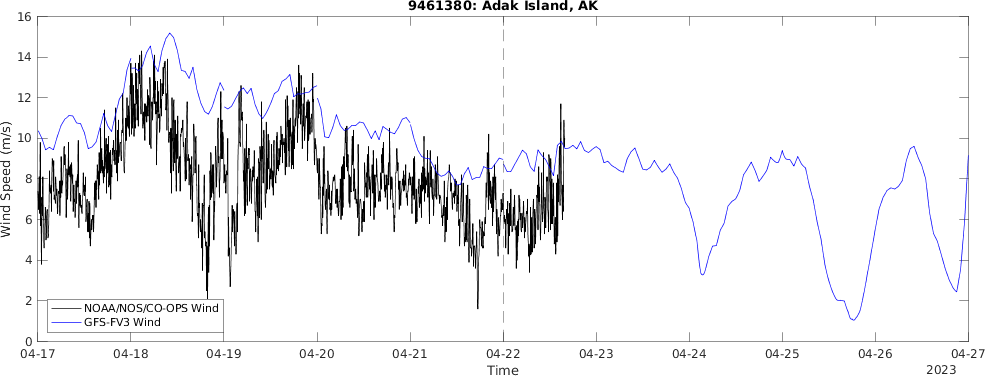 9461380: Adak Island, AK
Wind Speed (m/s)
16
14
12
10
8
6
4
2
0
NOAA/NOS/CO-OPS Wind
GFS-FV3 Wind
04-17 04-18 04-19 04-20 04-21 04-22 04-23 04-24 04-25 04-26 04-27
Time
2023